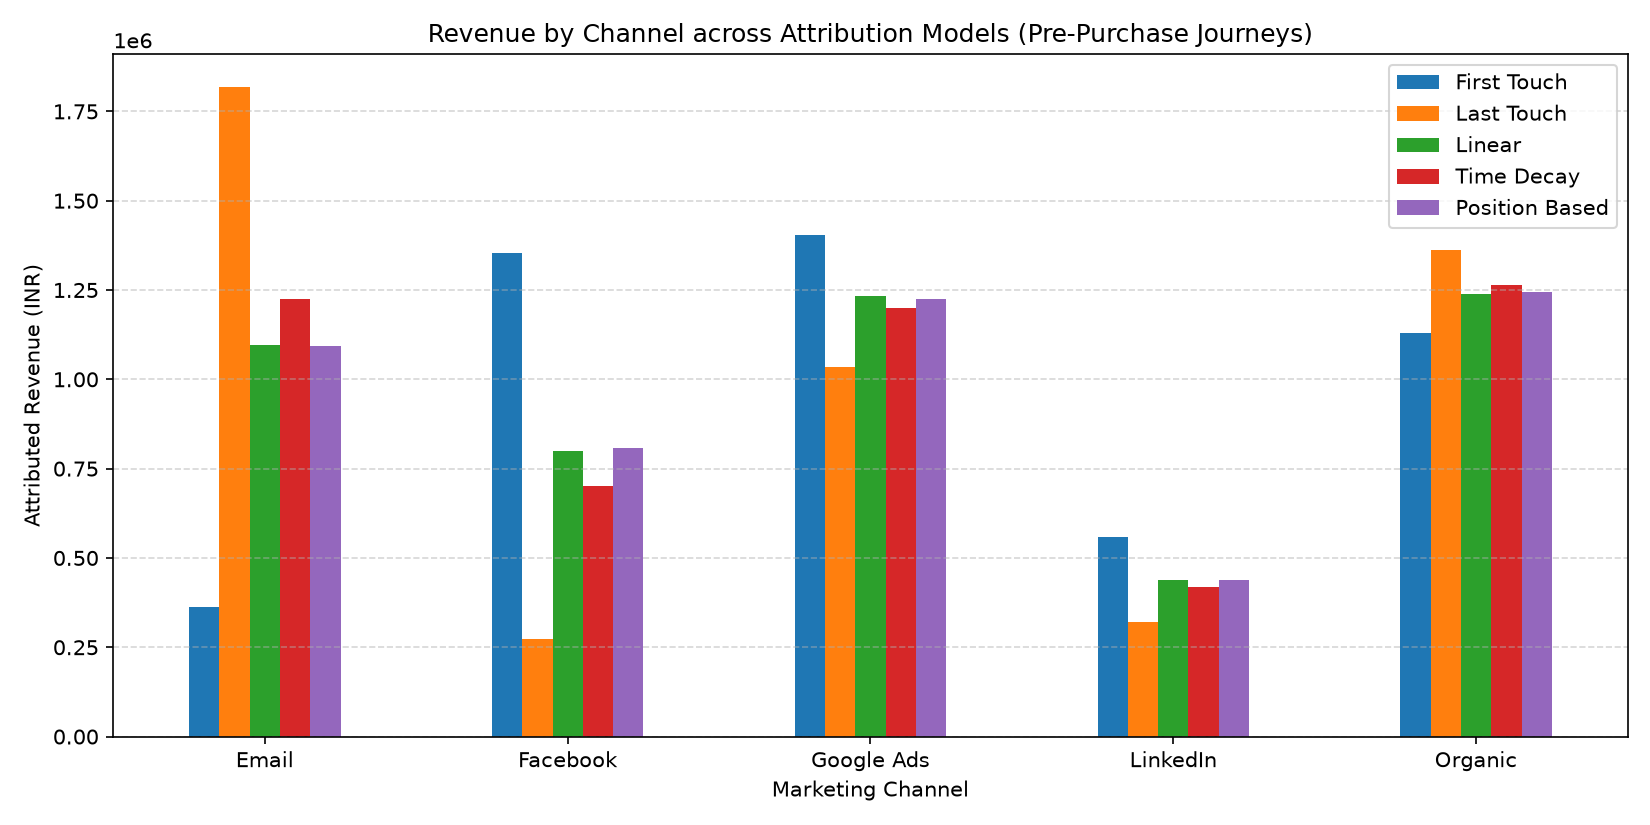 Revenue by Channel across Attribution Models (Pre-Purchase Journeys)
1e6
First Touch
Last Touch
Linear
Time Decay
Position Based
1.75
1.50
1.25
1.00
0.75
0.50
0.25
0.00
Attributed Revenue (INR)
Email
Facebook
Google Ads
LinkedIn
Organic
Marketing Channel